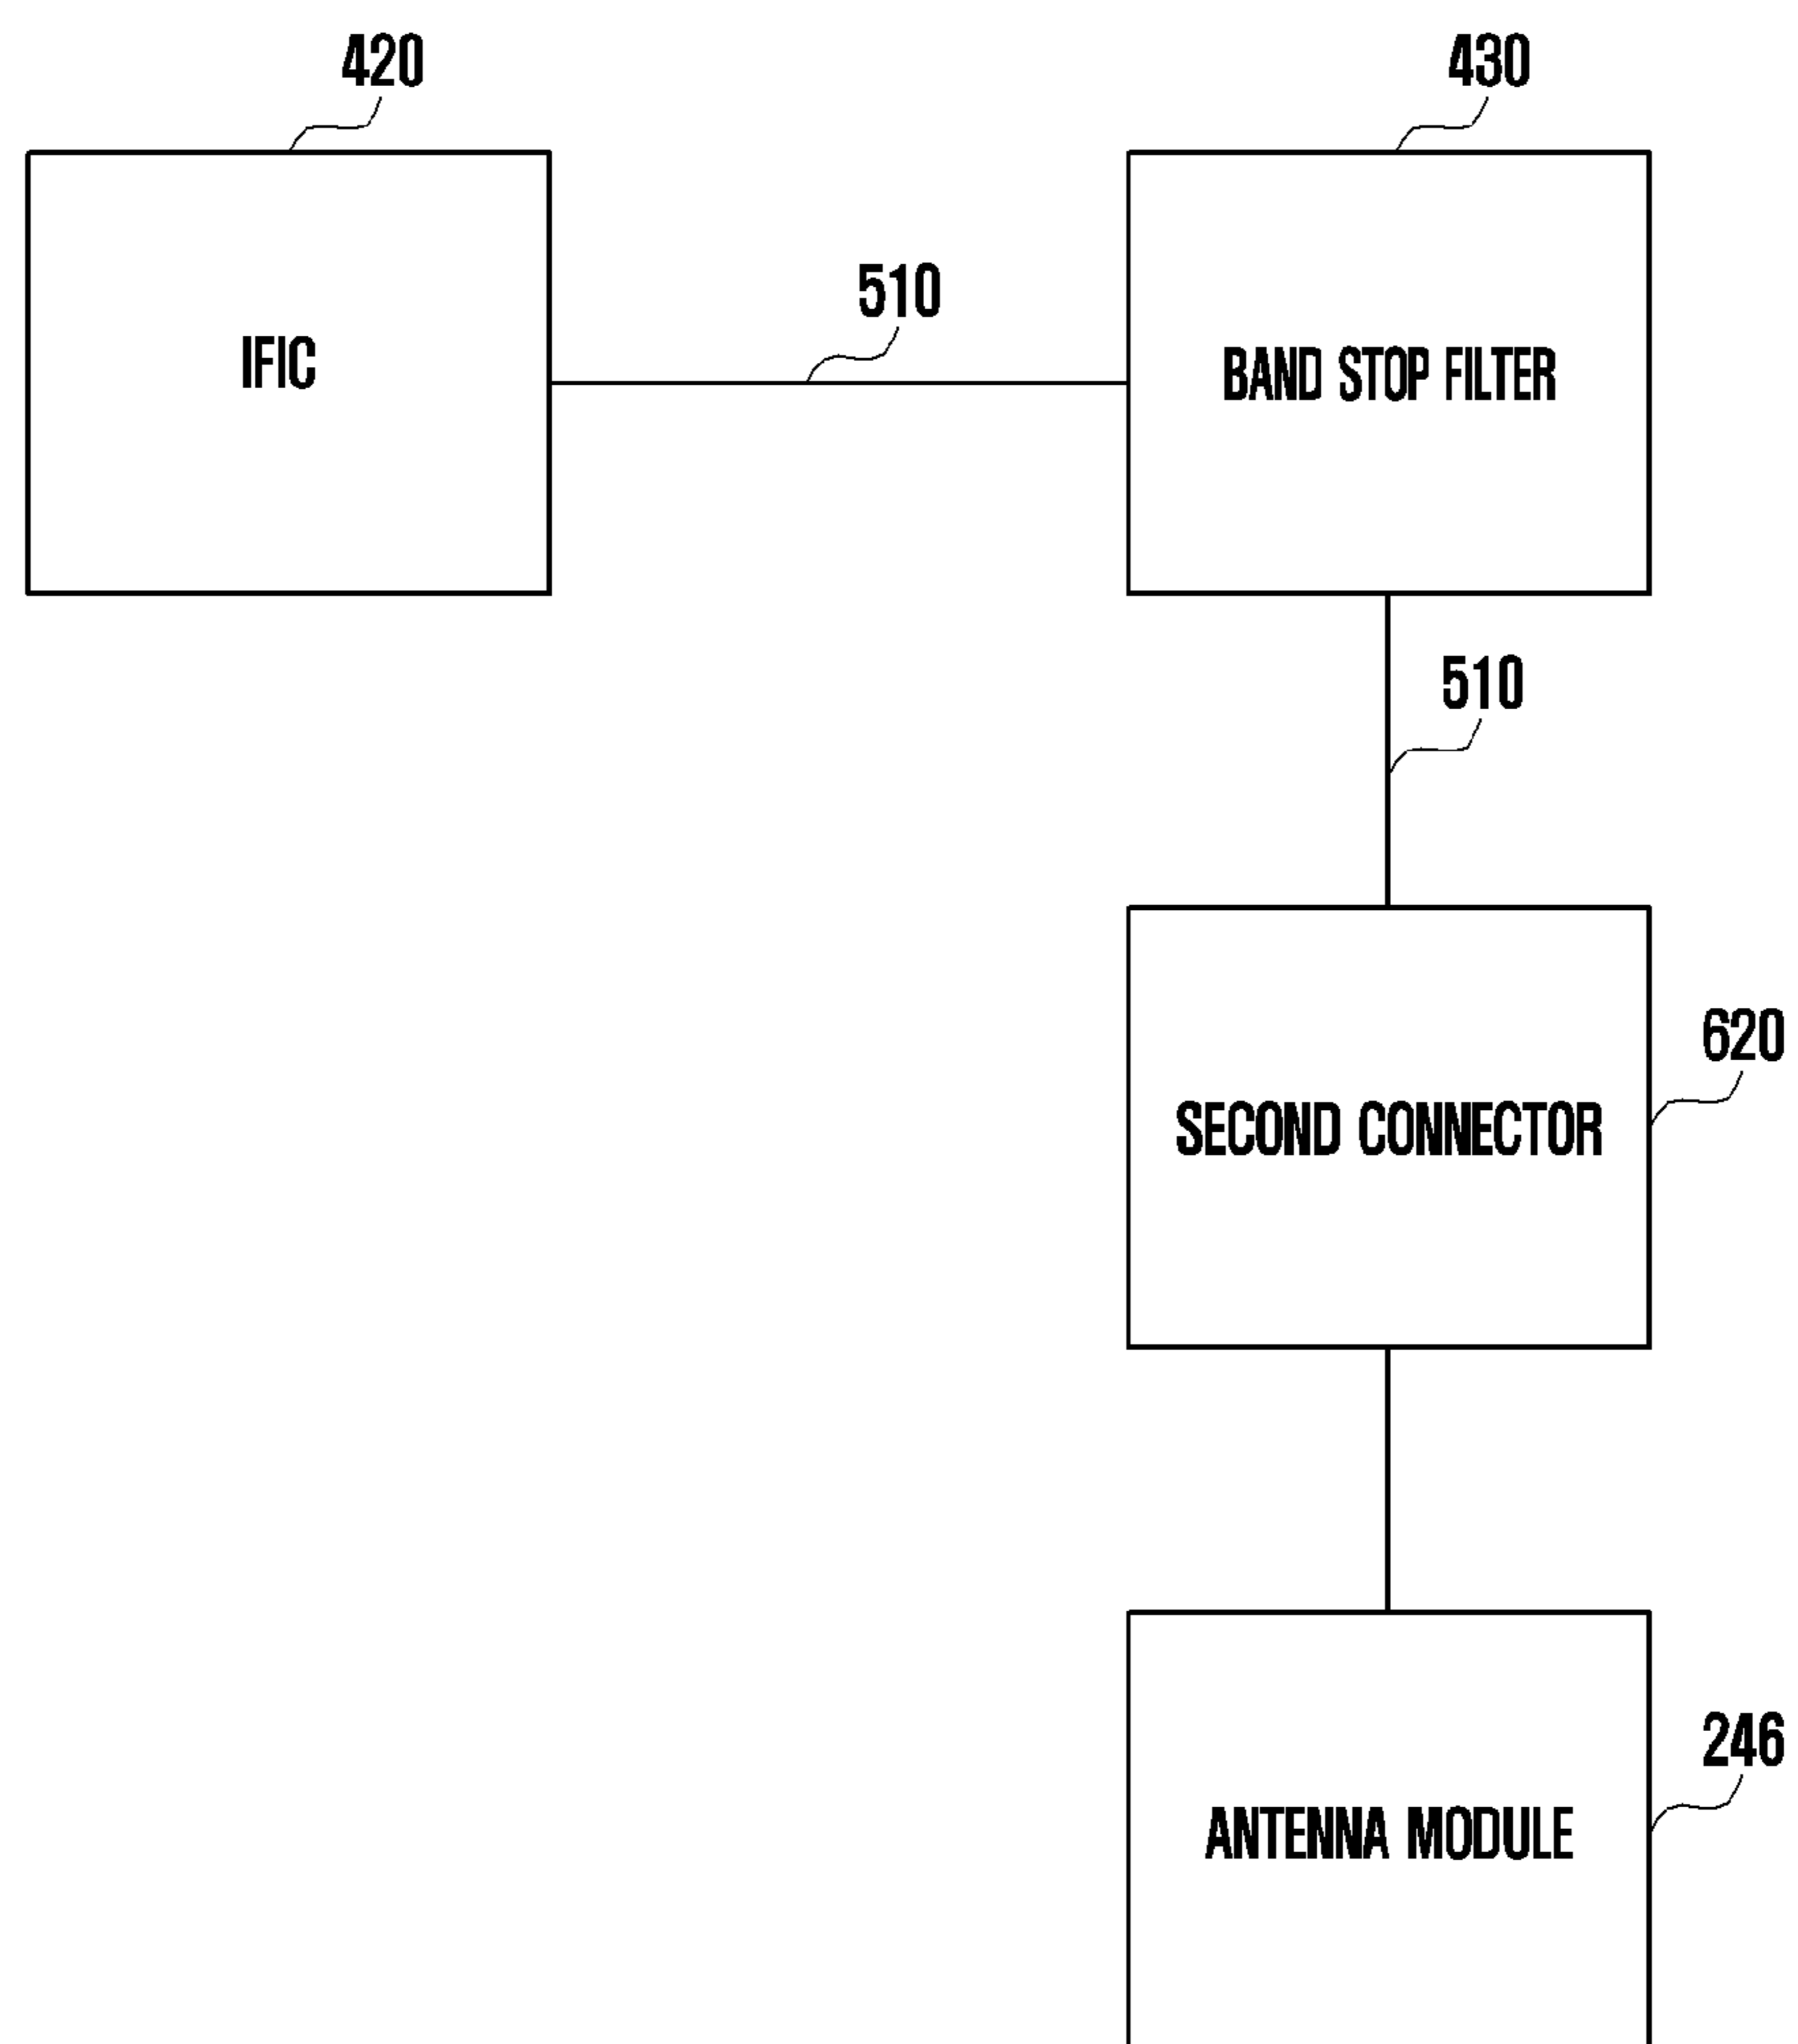 420
430
510
IFIC
BAND STOP FILTER
510
620
SECOND CONNECTOR
246
ANTENNA MODULE